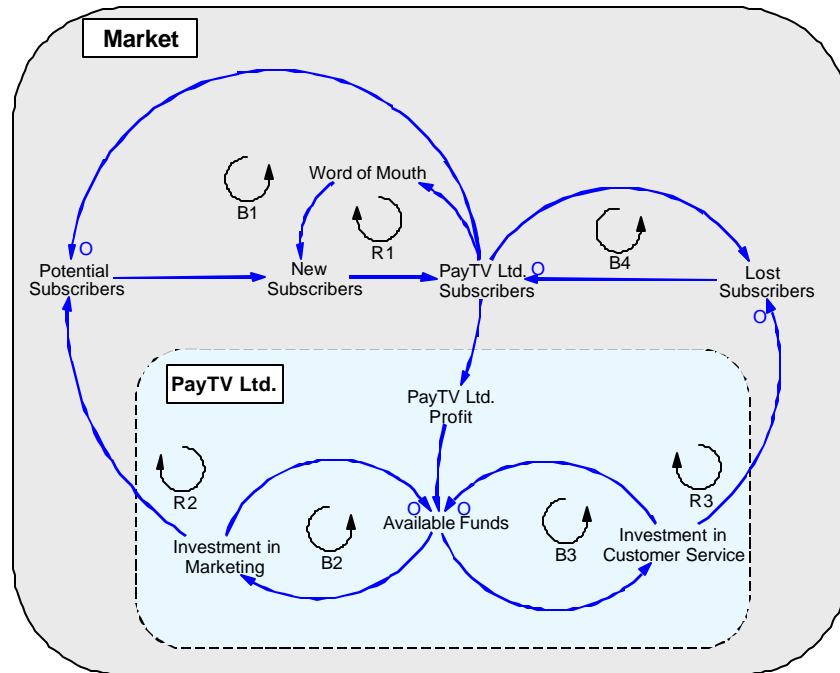 Market
Word of Mouth
B1
R1
B4
O
Potential
Subscribers
New
Subscribers
PayTV Ltd.
Subscribers
O
Lost
Subscribers
O
PayTV Ltd.
PayTV Ltd.
Profit
R2
R3
O
O
Available Funds
Investment in
Marketing
B2
B3
Investment in
Customer Service